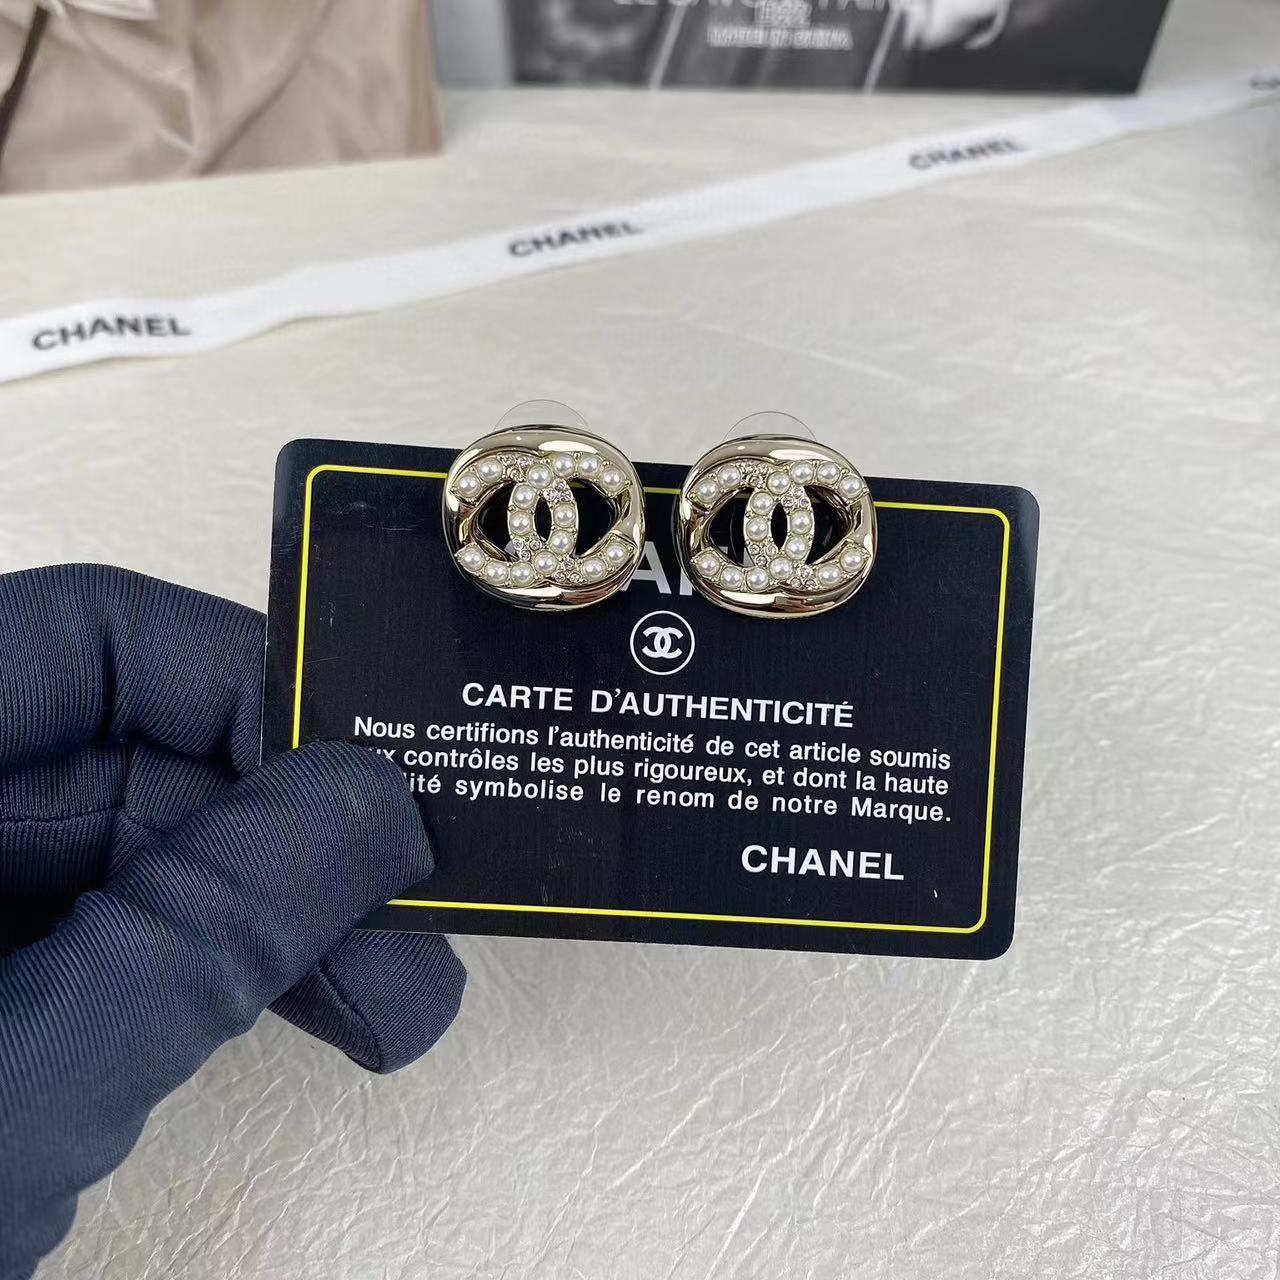 CHANEL
CHANEL
CHANEL
CARTE D'AUTHENTICITÉ
Nous certifions l'authenticité de cet article soumis
contrôles les plus rigoureux, et dont la haute
symbolise le renom de notre Marque.
CHANEL